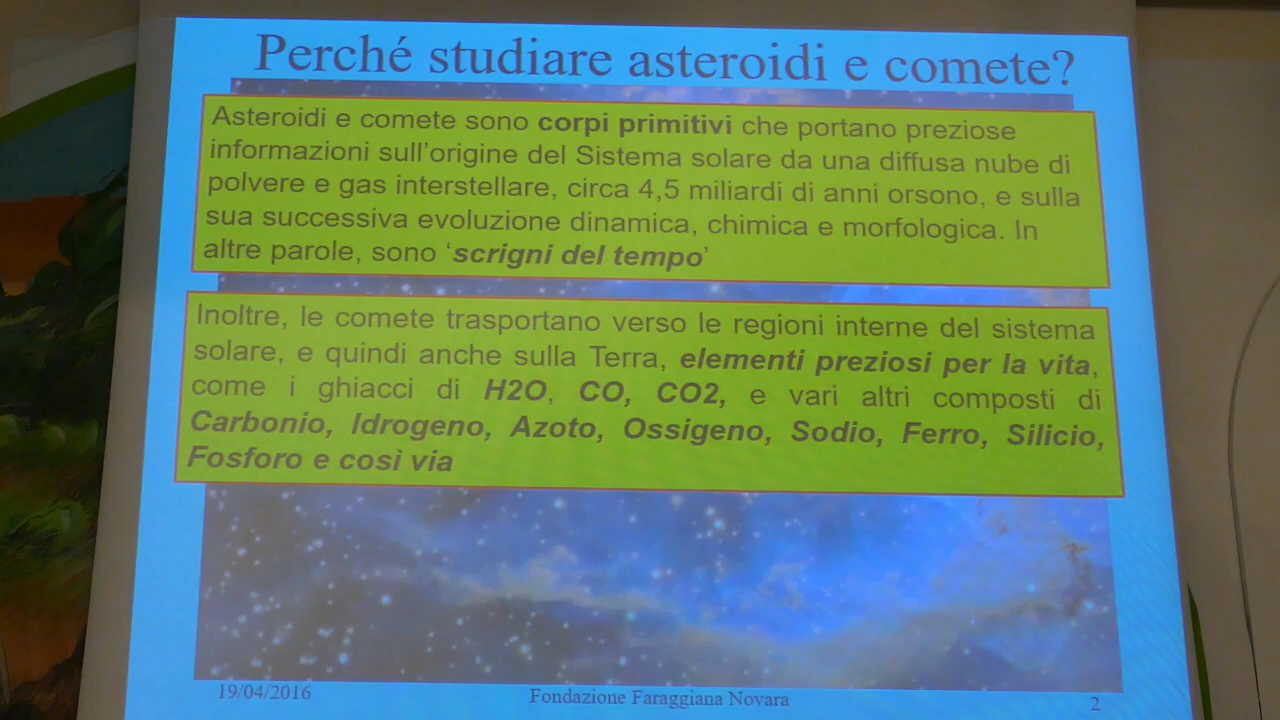 Perché studiare asteroidi e comete?
Asteroidi e comete sono corpi primitivi che portano preziose
informazioni sull'origine del Sistema solare da una diffusa nube di
polvere e gas interstellare, circa 4,5 miliardi di anni orsono, e sulla
sua successiva evoluzione dinamica, chimica e morfologica. In
altre parole, sono ‘scrigni del tempo’
Inoltre, le comete trasportano verso le regioni interne del sistema
solare, e quindi anche sulla Terra, elementi preziosi per la vita,
come i ghiacci di H2O, CO, CO2, e vari altri composti di
Carbonio, Idrogeno, Azoto, Ossigeno, Sodio, Ferro, Silicio,
Fosforo e così via
19/04/2016
Fondazione Faraggiana Novara
2